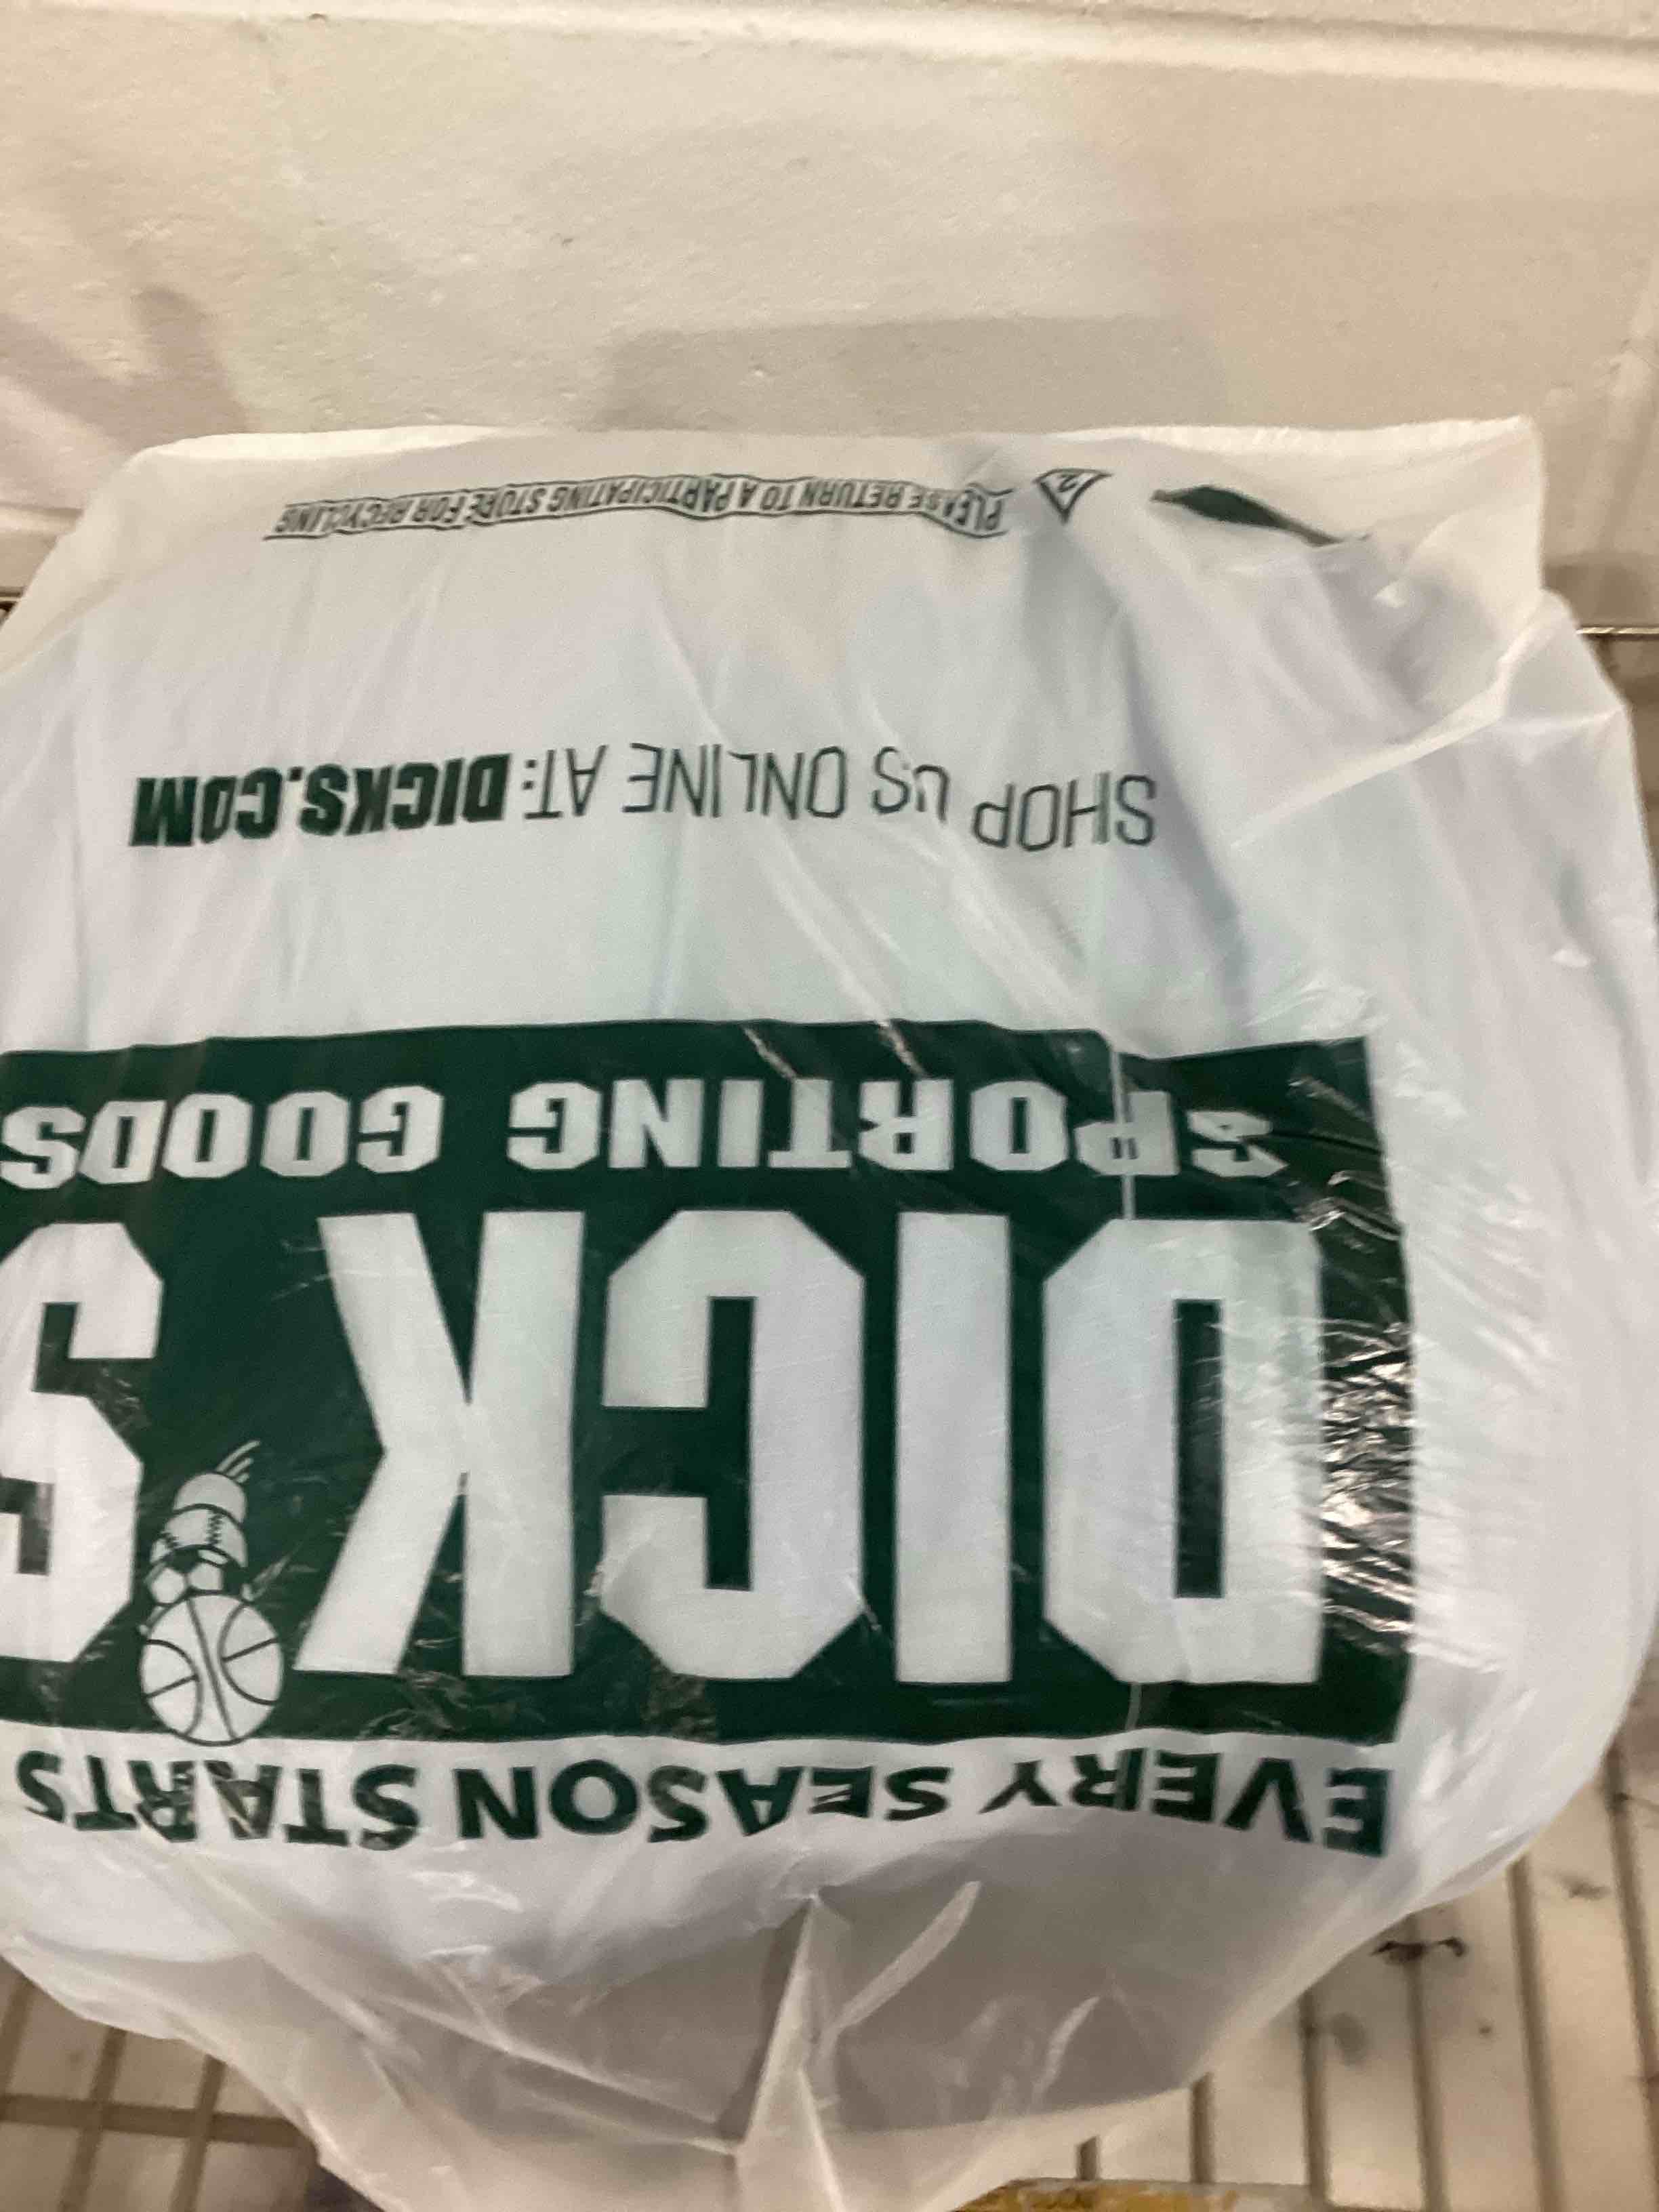 EVERY SEASON STARTS
DICK'S
SPORTING GOODS
SHOP US ONLINE AT: DICKS.COM
2
PLEASE RETURN TO A PARTICIPATING STORE FOR RECYCLING